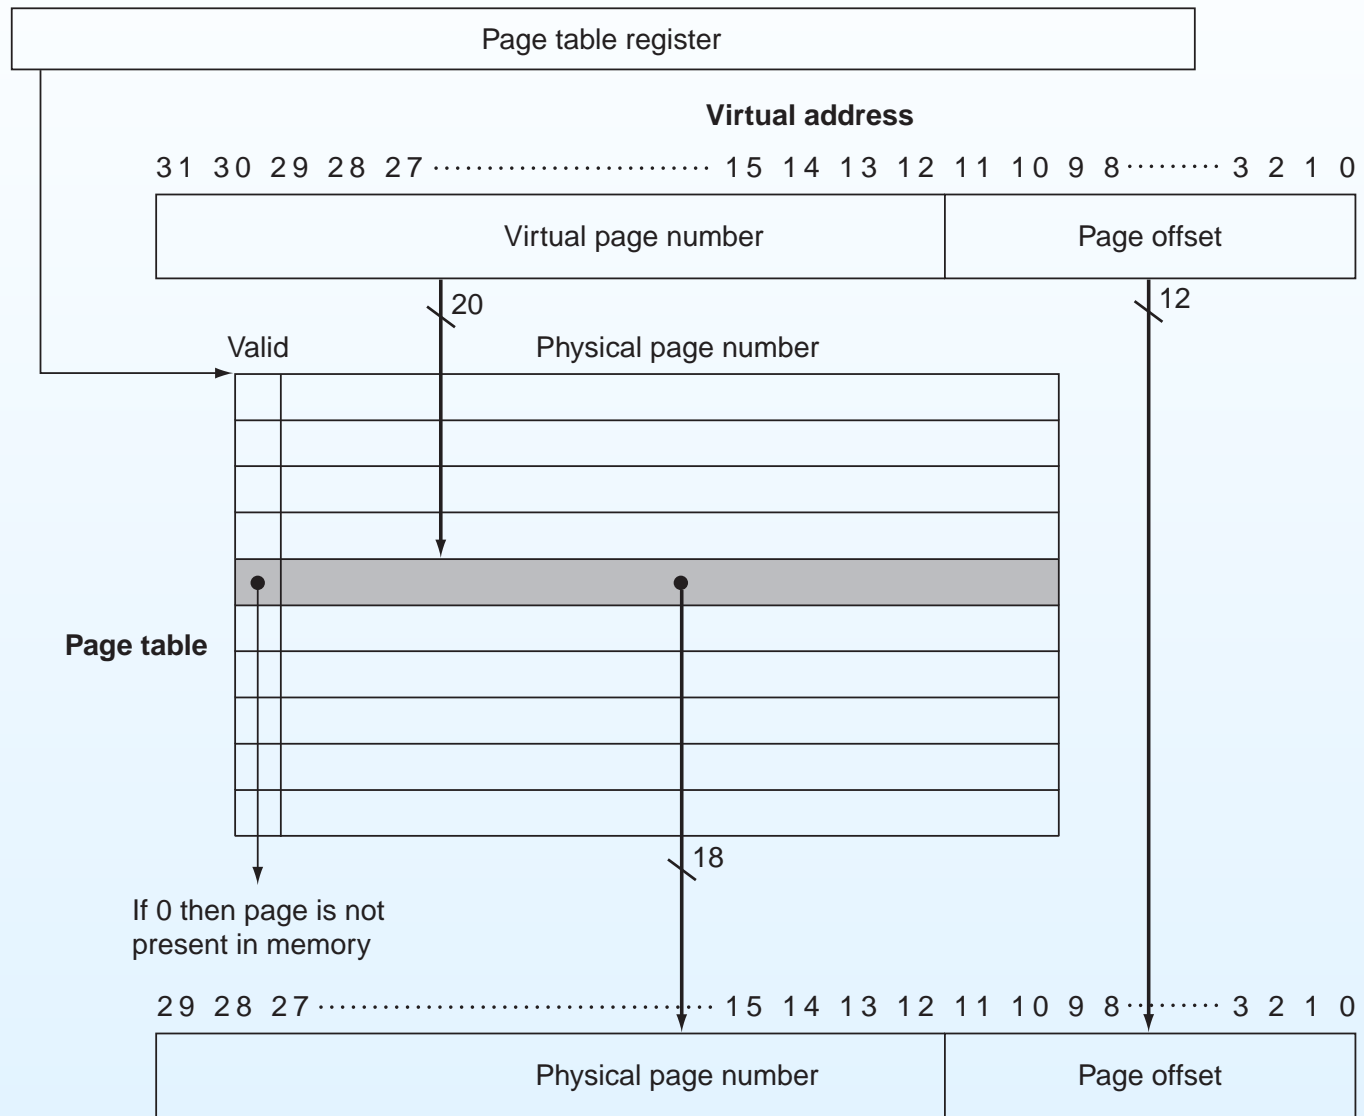 Page table register
Virtual address
31 30 29 28 27 ............................ 15 14 13 12 11 10 9 8 ......... 3 2 1 0
Virtual page number Page offset
20 12
Valid Physical page number
Page table
18
If 0 then page is not
present in memory
29 28 27 ........................................ 15 14 13 12 11 10 9 8 ......... 3 2 1 0
Physical page number Page offset